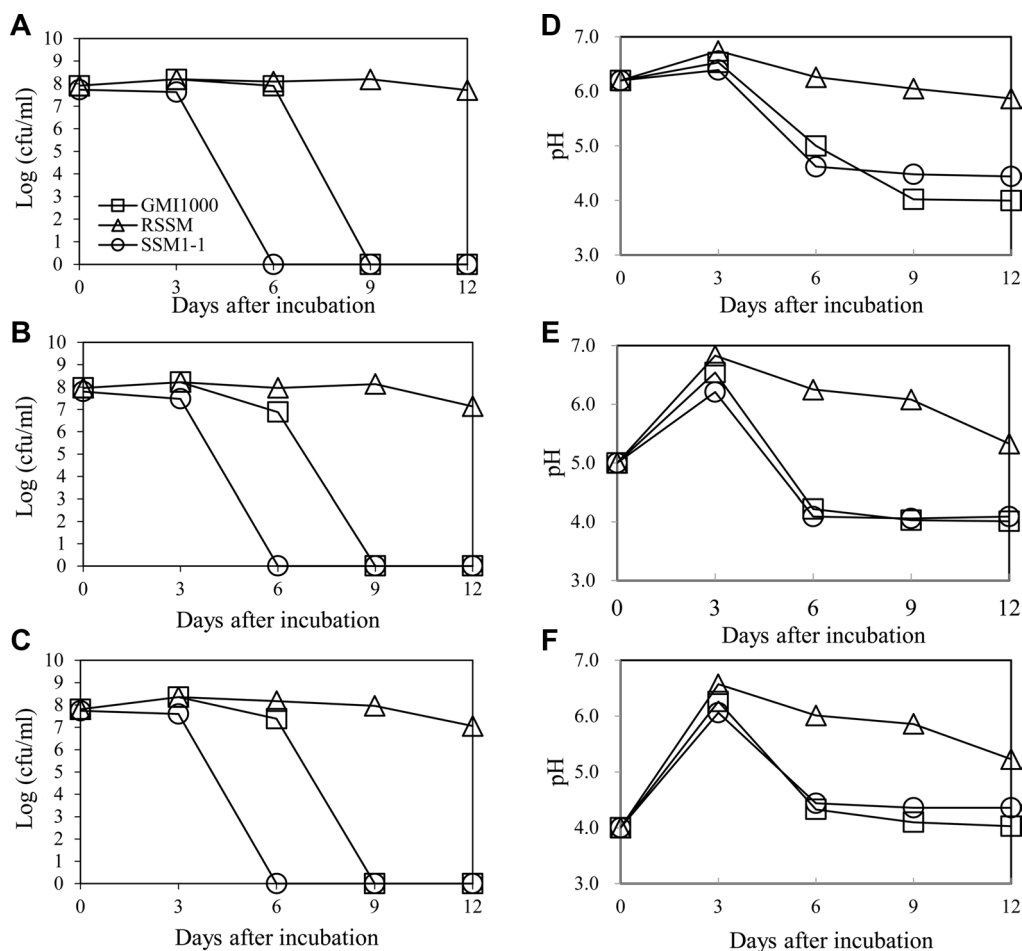 A
Log (cfu/ml)
10
9
8
7
6
5
4
3
2
1
0
GMI1000
RSSM
SSM1-1
0 3 6 9 12
Days after incubation
D
pH
7.0
6.0
5.0
4.0
3.0
0 3 6 9 12
Days after incubation
B
Log (cfu/ml)
10
9
8
7
6
5
4
3
2
1
0
0 3 6 9 12
Days after incubation
E
pH
7.0
6.0
5.0
4.0
3.0
0 3 6 9 12
Days after incubation
C
Log (cfu/ml)
10
9
8
7
6
5
4
3
2
1
0
0 3 6 9 12
Days after incubation
F
pH
7.0
6.0
5.0
4.0
3.0
0 3 6 9 12
Days after incubation